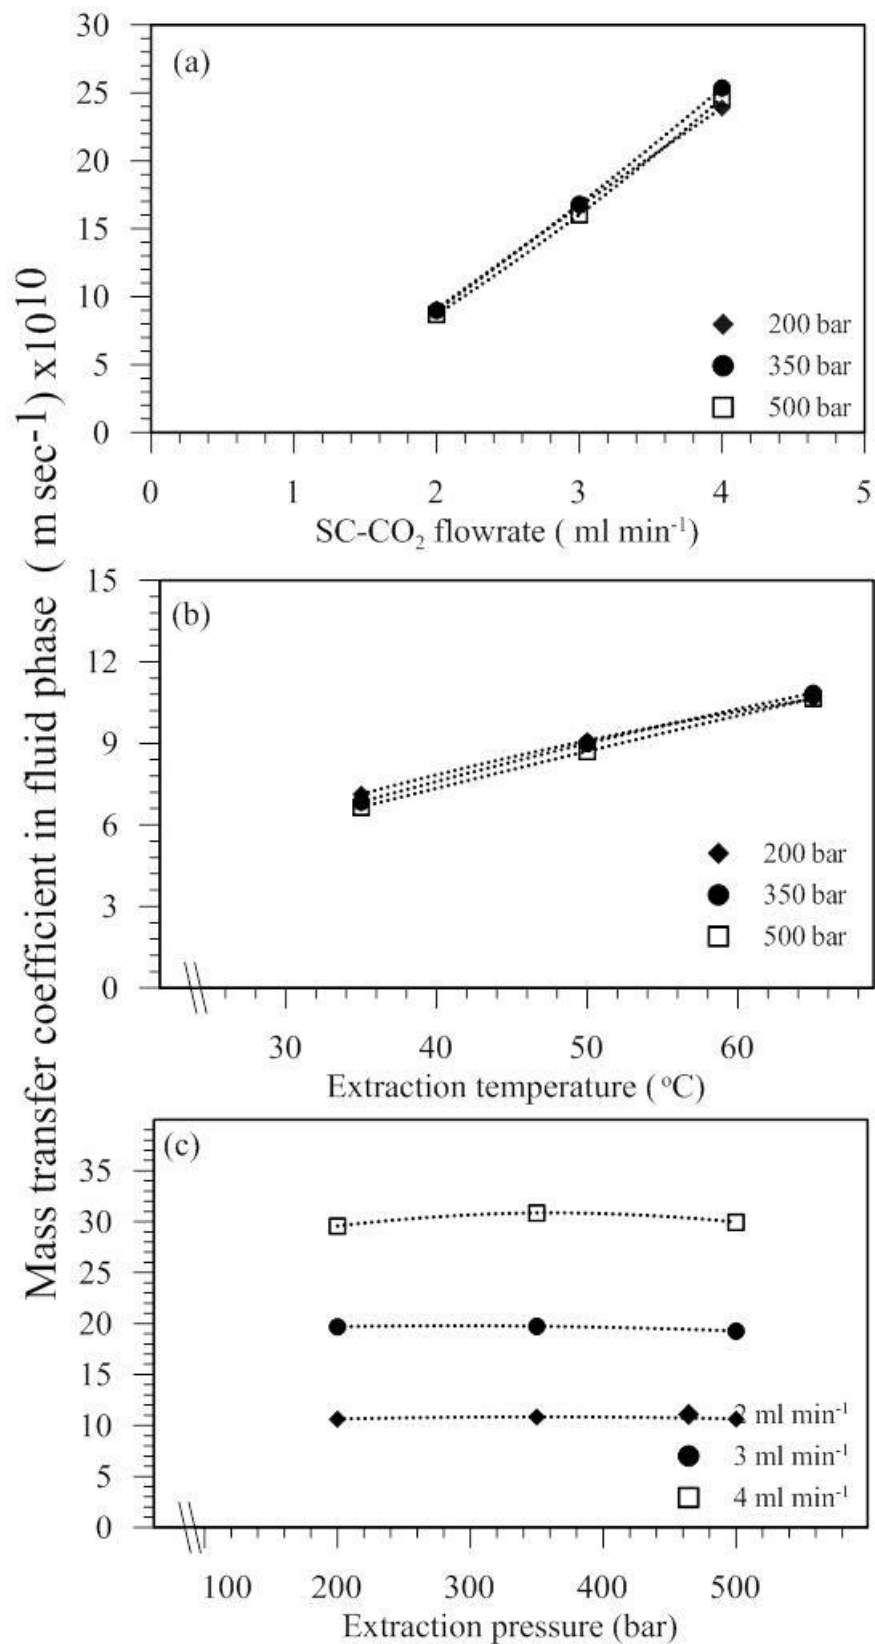 Mass transfer coefficient in fluid phase ( m sec⁻¹) x10¹⁰
(a)
30
25
20
15
10
5
0
200 bar
350 bar
500 bar
0 1 2 3 4 5
SC-CO₂ flowrate ( ml min⁻¹)
(b)
15
12
9
6
3
0
200 bar
350 bar
500 bar
30 40 50 60
Extraction temperature ( ᵒC)
(c)
35
30
25
20
15
10
5
0
2 ml min⁻¹
3 ml min⁻¹
4 ml min⁻¹
100 200 300 400 500
Extraction pressure (bar)